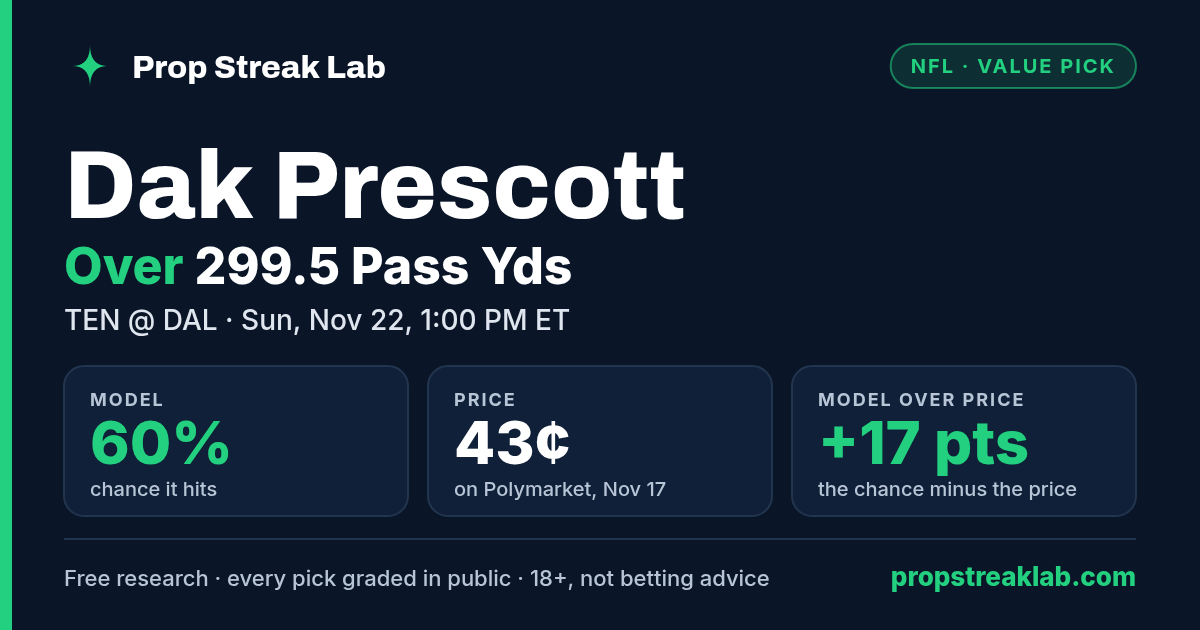 Prop Streak Lab
NFL · VALUE PICK
Dak Prescott
Over 299.5 Pass Yds
TEN @ DAL · Sun, Nov 22, 1:00 PM ET
MODEL
60%
chance it hits
PRICE
43¢
on Polymarket, Nov 17
MODEL OVER PRICE
+17 pts
the chance minus the price
Free research · every pick graded in public · 18+, not betting advice
propstreaklab.com